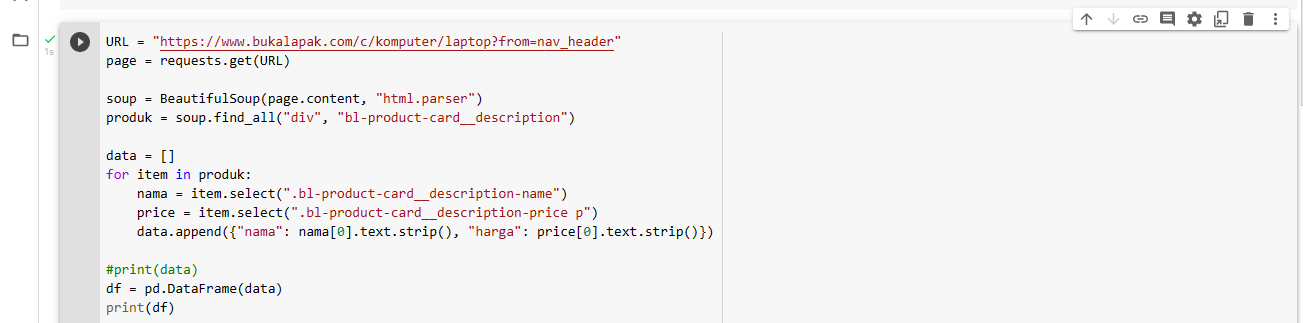 1s
URL = "https://www.bukalapak.com/c/komputer/laptop?from=nav_header"
page = requests.get(URL)
soup = BeautifulSoup(page.content, "html.parser")
produk = soup.find_all("div", "bl-product-card__description")
data = []
for item in produk:
    nama = item.select(".bl-product-card__description-name")
    price = item.select(".bl-product-card__description-price p")
    data.append({"nama": nama[0].text.strip(), "harga": price[0].text.strip()})
#print(data)
df = pd.DataFrame(data)
print(df)